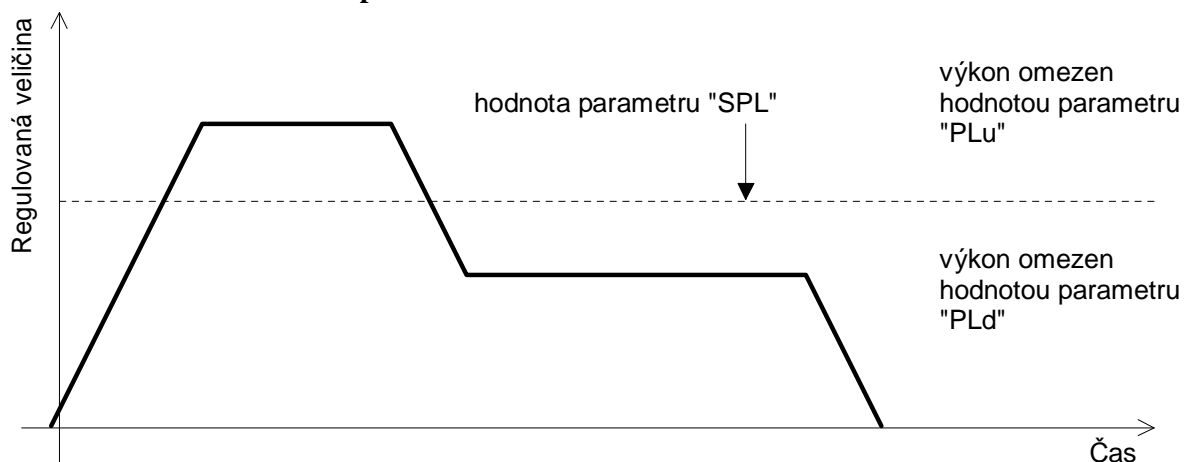 Regulovaná veličina
hodnota parametru "SPL"
výkon omezen
hodnotou parametru
"PLu"
výkon omezen
hodnotou parametru
"PLd"
Čas